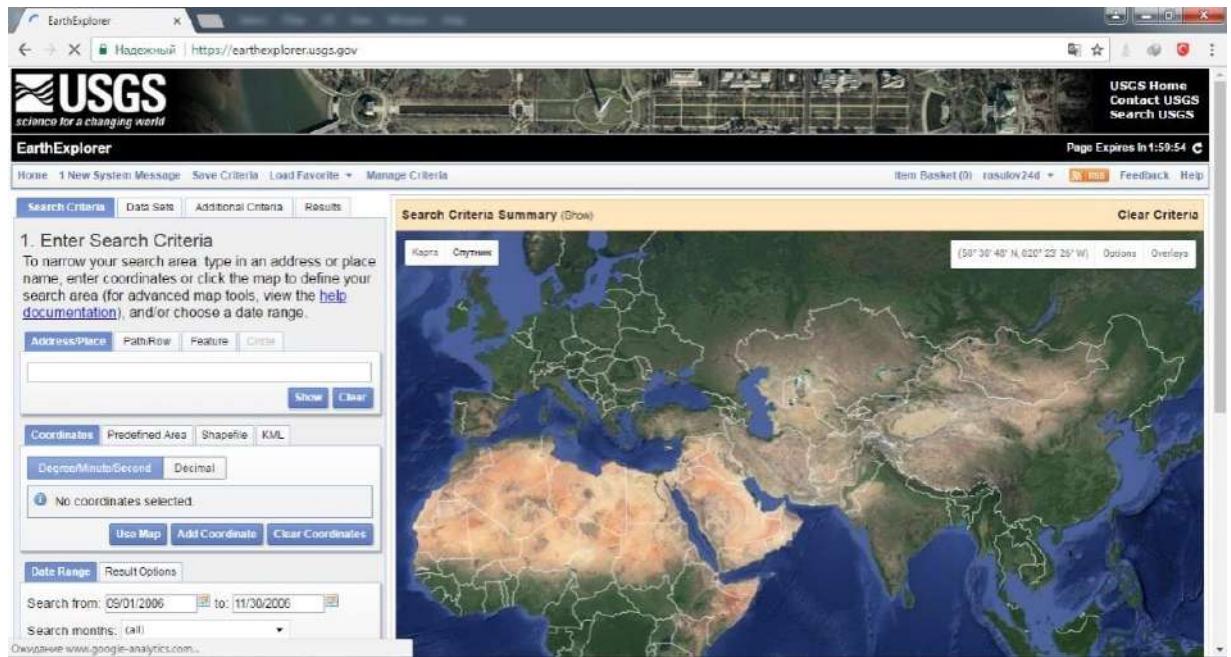 EarthExplorer
Надежный | https://earthexplorer.usgs.gov
USGS
science for a changing world
USGS Home
Contact USGS
Search USGS
EarthExplorer
Page Expires In 1:59:54
Home 1 New System Message Save Criteria Load Favorite Manage Criteria
Item Basket (0) rasulov24d RSS Feedback Help
Search Criteria Data Sets Additional Criteria Results
1. Enter Search Criteria
To narrow your search area: type in an address or place
name, enter coordinates or click the map to define your
search area (for advanced map tools, view the help
documentation), and/or choose a date range.
Address/Place Path/Row Feature Circle
Show Clear
Coordinates Predefined Area Shapefile KML
Degree/Minute/Second Decimal
No coordinates selected.
Use Map Add Coordinate Clear Coordinates
Date Range Result Options
Search from: 09/01/2006 to: 11/30/2006
Search months: (all)
Ожидание www.google-analytics.com...
Search Criteria Summary (Show)
Clear Criteria
Карта Спутник
Options Overlays